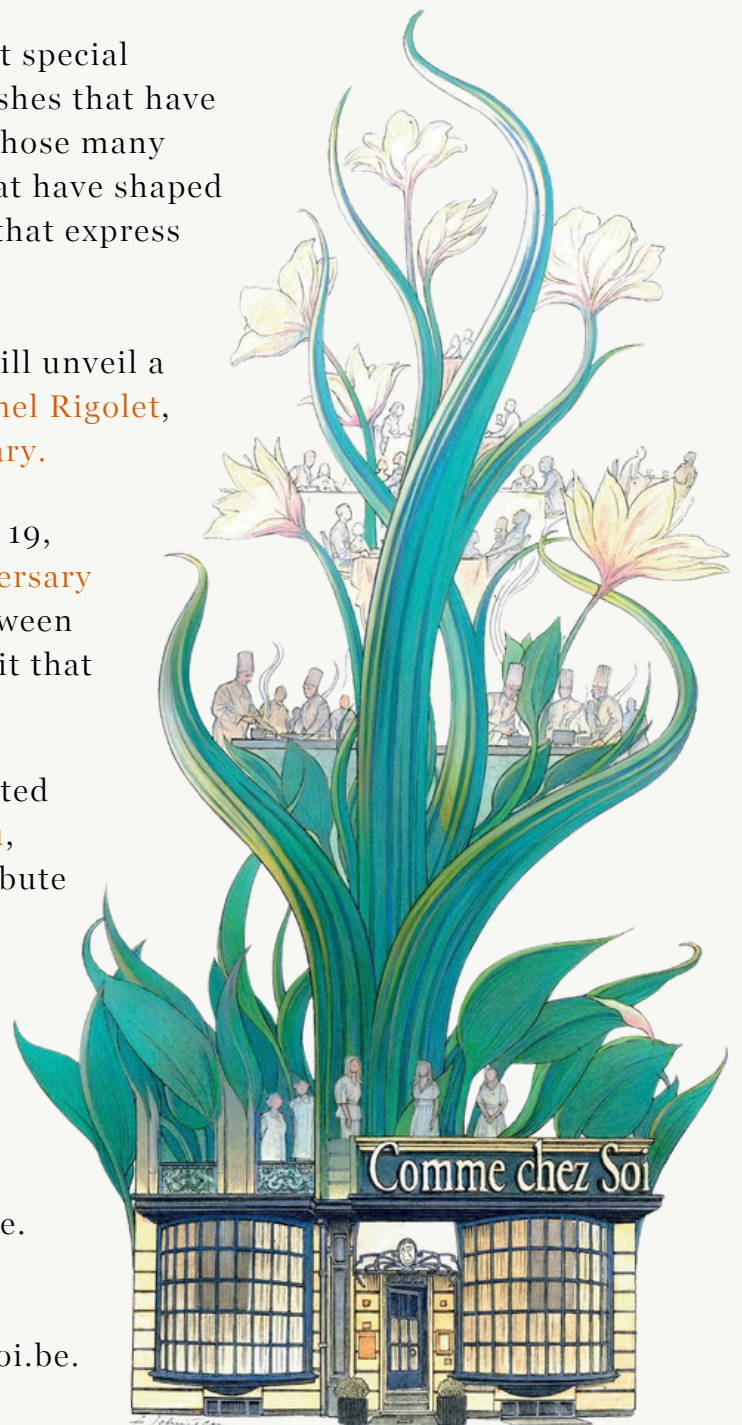 t special
shes that have
hose many
at have shaped
that express
ill unveil a
nel Rigolet,
ary.
19,
ersary
ween
it that
ted
,
bute
Comme chez Soi
e.
oi.be.